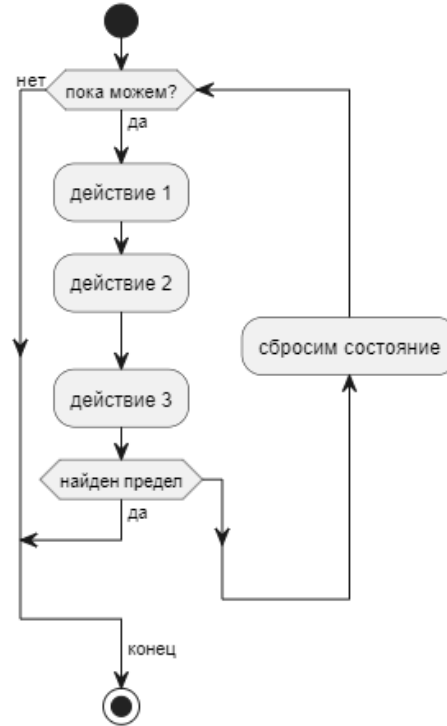 нет
пока можем?
да
действие 1
действие 2
сбросим состояние
действие 3
найден предел
да
конец